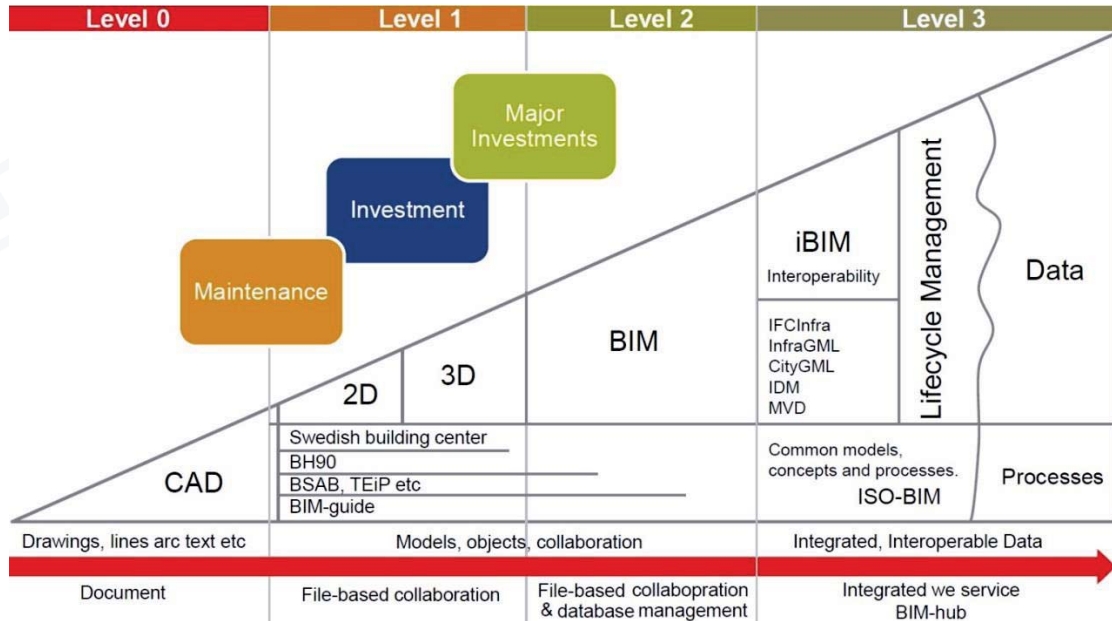 Level 0
Level 1
Level 2
Level 3
Major
Investments
Investment
Maintenance
CAD
2D
3D
BIM
iBIM
Interoperability
IFCInfra
InfraGML
CityGML
IDM
MVD
Lifecycle Management
Data
Swedish building center
BH90
BSAB, TEiP etc
BIM-guide
Common models,
concepts and processes.
ISO-BIM
Processes
Drawings, lines arc text etc
Models, objects, collaboration
Integrated, Interoperable Data
Document
File-based collaboration
File-based collabopration
& database management
Integrated we service
BIM-hub